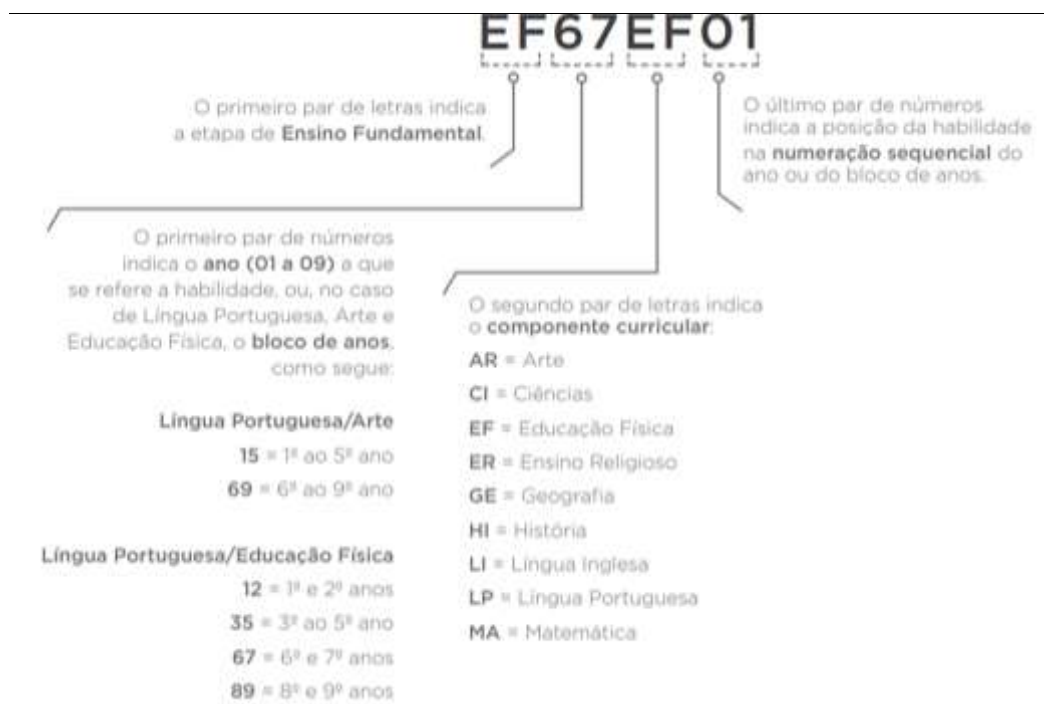 EF67EF01
O primeiro par de letras indica
a etapa de Ensino Fundamental.
O último par de números
indica a posição da habilidade
na numeração sequencial do
ano ou do bloco de anos.
O primeiro par de números
indica o ano (01 a 09) a que
se refere a habilidade, ou, no caso
de Língua Portuguesa, Arte e
Educação Física, o bloco de anos,
como segue:
Língua Portuguesa/Arte
15 = 1º ao 5º ano
69 = 6º ao 9º ano
Língua Portuguesa/Educação Física
12 = 1º e 2º anos
35 = 3º ao 5º ano
67 = 6º e 7º anos
89 = 8º e 9º anos
O segundo par de letras indica
o componente curricular:
AR = Arte
CI = Ciências
EF = Educação Física
ER = Ensino Religioso
GE = Geografia
HI = História
LI = Língua Inglesa
LP = Língua Portuguesa
MA = Matemática